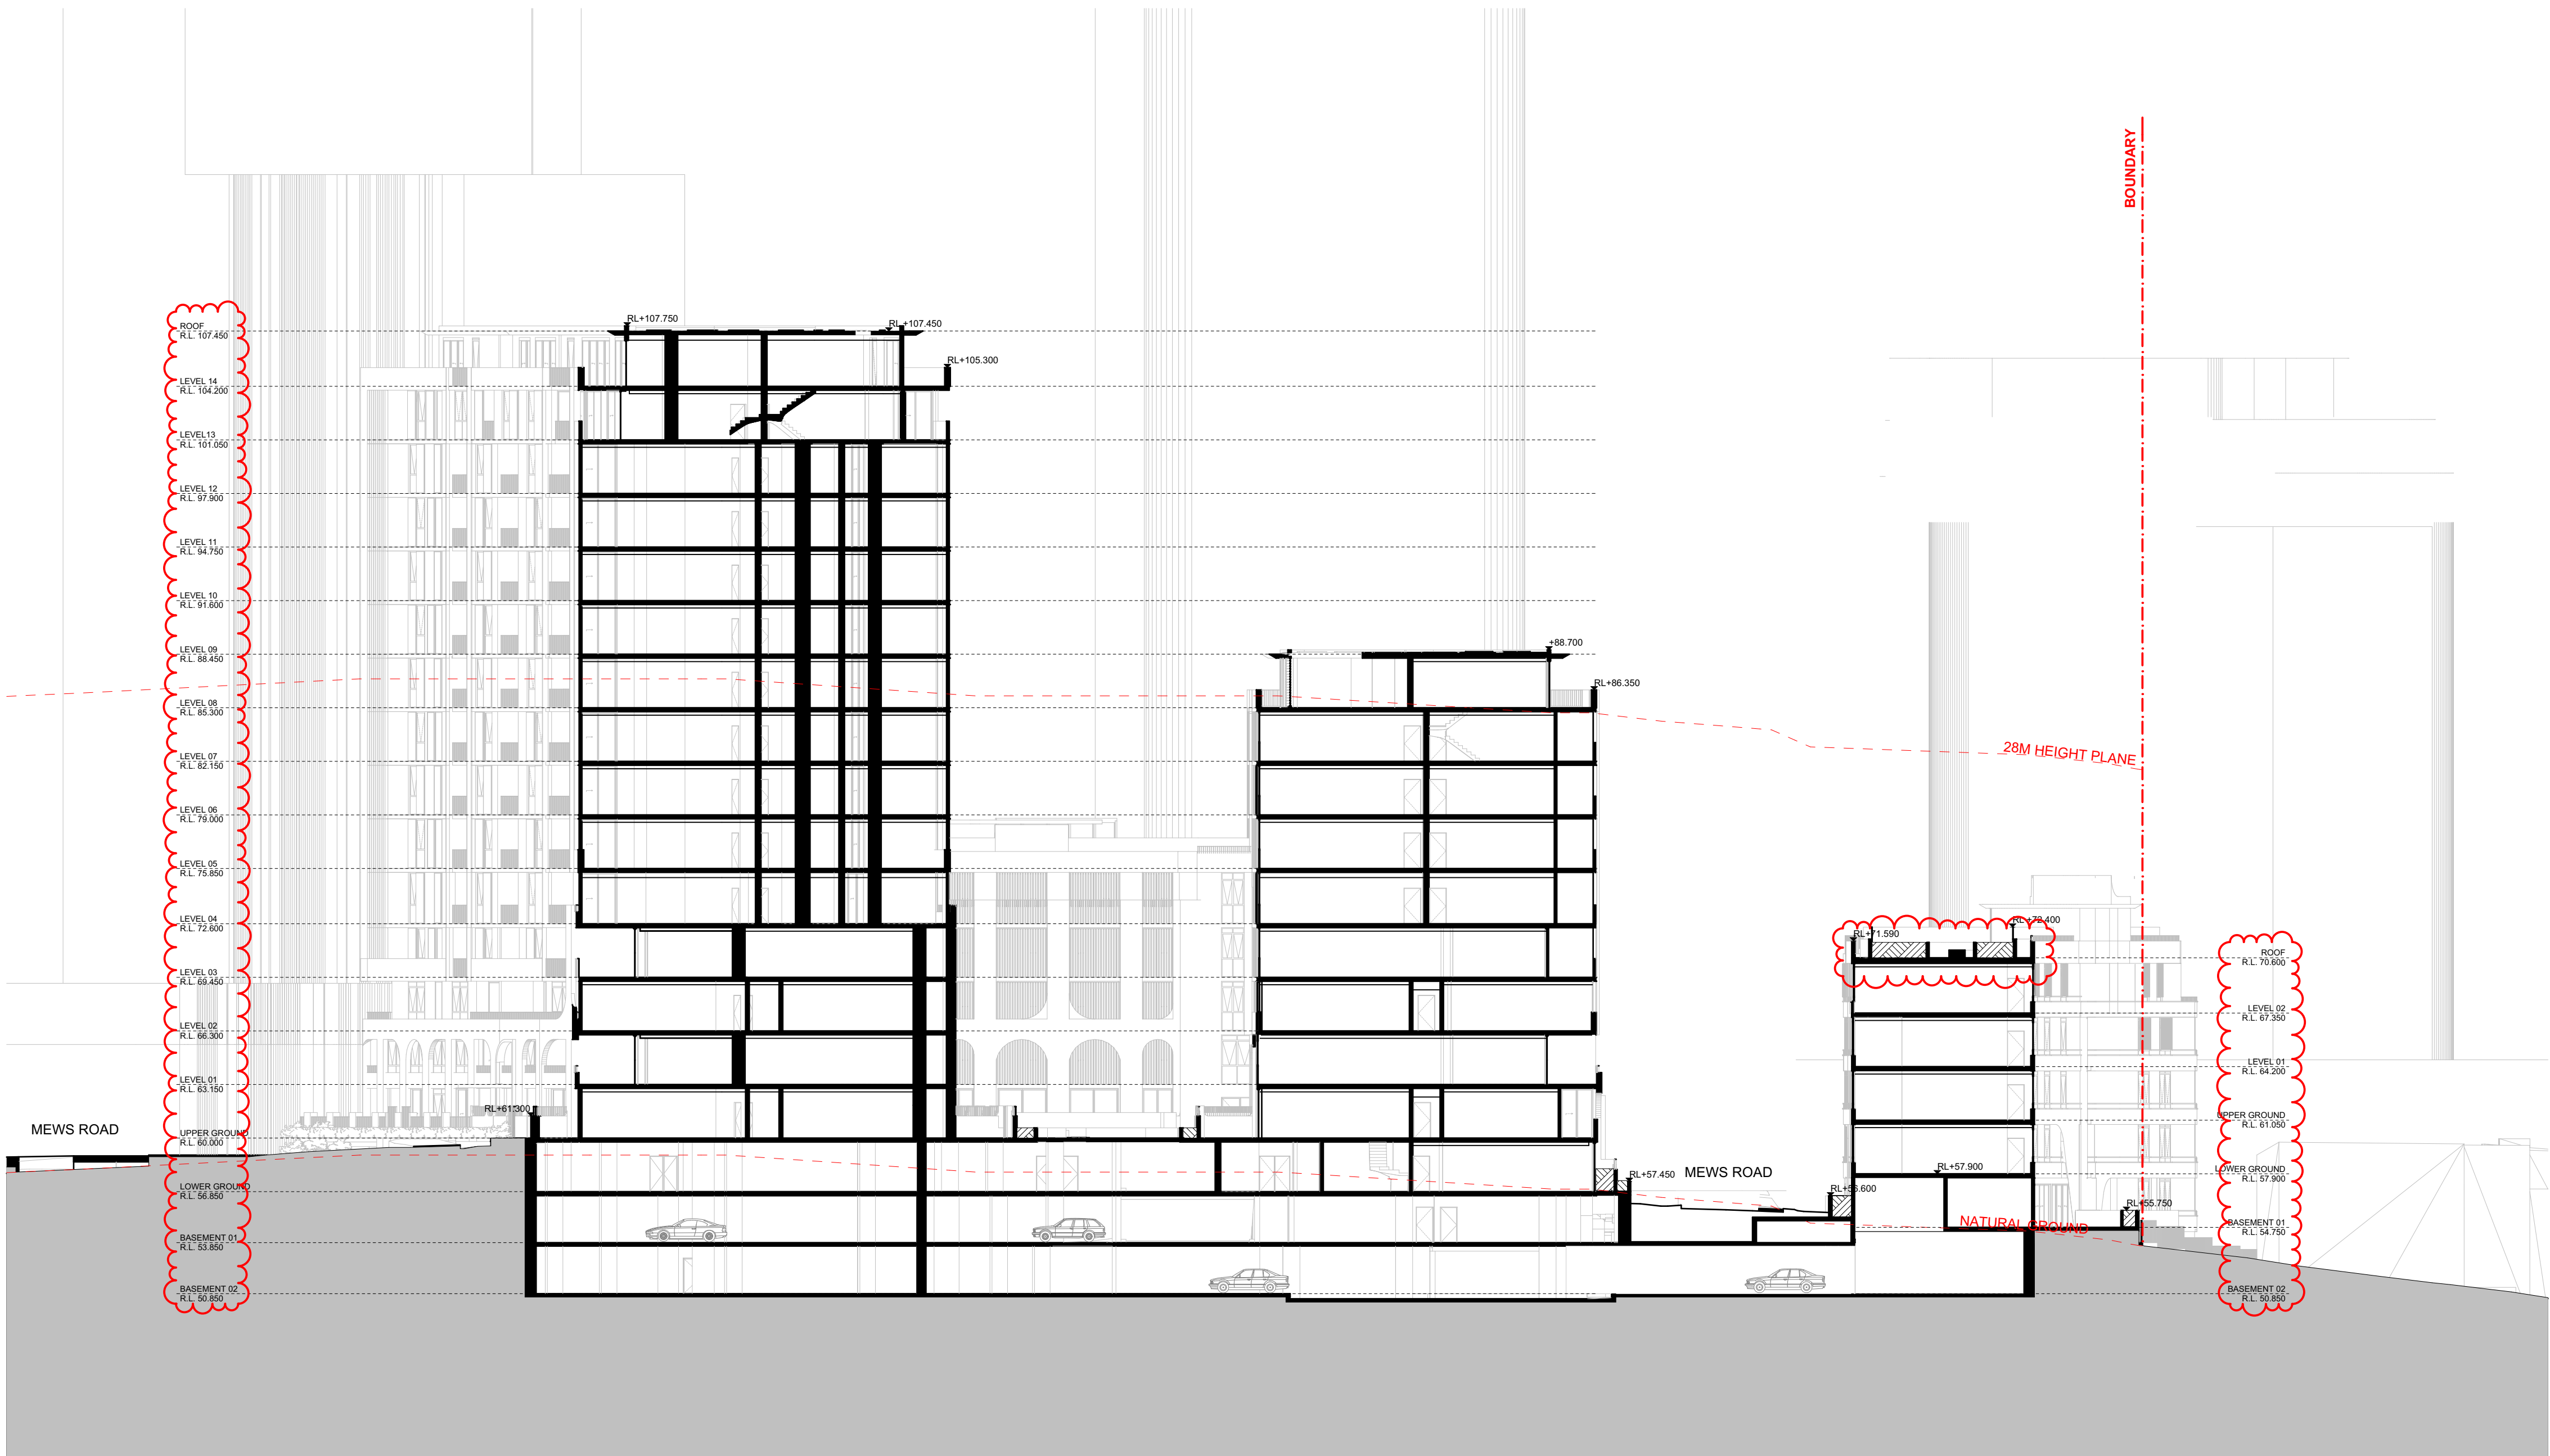 BOUNDARY
ROOF
R.L. 107.450
LEVEL 14
R.L. 104.200
LEVEL13
R.L. 101.050
LEVEL 12
R.L. 97.900
LEVEL 11
R.L. 94.750
LEVEL 10
R.L. 91.600
LEVEL 09
R.L. 88.450
LEVEL 08
R.L. 85.300
LEVEL 07
R.L. 82.150
LEVEL 06
R.L. 79.000
LEVEL 05
R.L. 75.850
LEVEL 04
R.L. 72.600
LEVEL 03
R.L. 69.450
LEVEL 02
R.L. 66.300
LEVEL 01
R.L. 63.150
UPPER GROUND
R.L. 60.000
LOWER GROUND
R.L. 56.850
BASEMENT 01
R.L. 53.850
BASEMENT 02
R.L. 50.850
MEWS ROAD
RL+107.750
RL+107.450
RL+105.300
+88.700
RL+86.350
28M HEIGHT PLANE
RL+72.400
RL+71.590
RL+61.300
RL+57.450
MEWS ROAD
RL+57.900
RL+56.600
RL+55.750
NATURAL GROUND
ROOF
R.L. 70.600
LEVEL 02
R.L. 67.350
LEVEL 01
R.L. 64.200
UPPER GROUND
R.L. 61.050
LOWER GROUND
R.L. 57.900
BASEMENT 01
R.L. 54.750
BASEMENT 02
R.L. 50.850